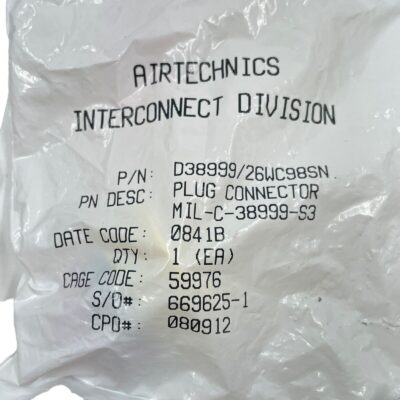 AIRTECHNICS
INTERCONNECT DIVISION
P/N: D38999/26WC98SN
PN DESC: PLUG CONNECTOR
MIL-C-38999-S3
DATE CODE: 0841B
QTY: 1 (EA)
CAGE CODE: 59976
S/O#: 669625-1
CPO#: 080912